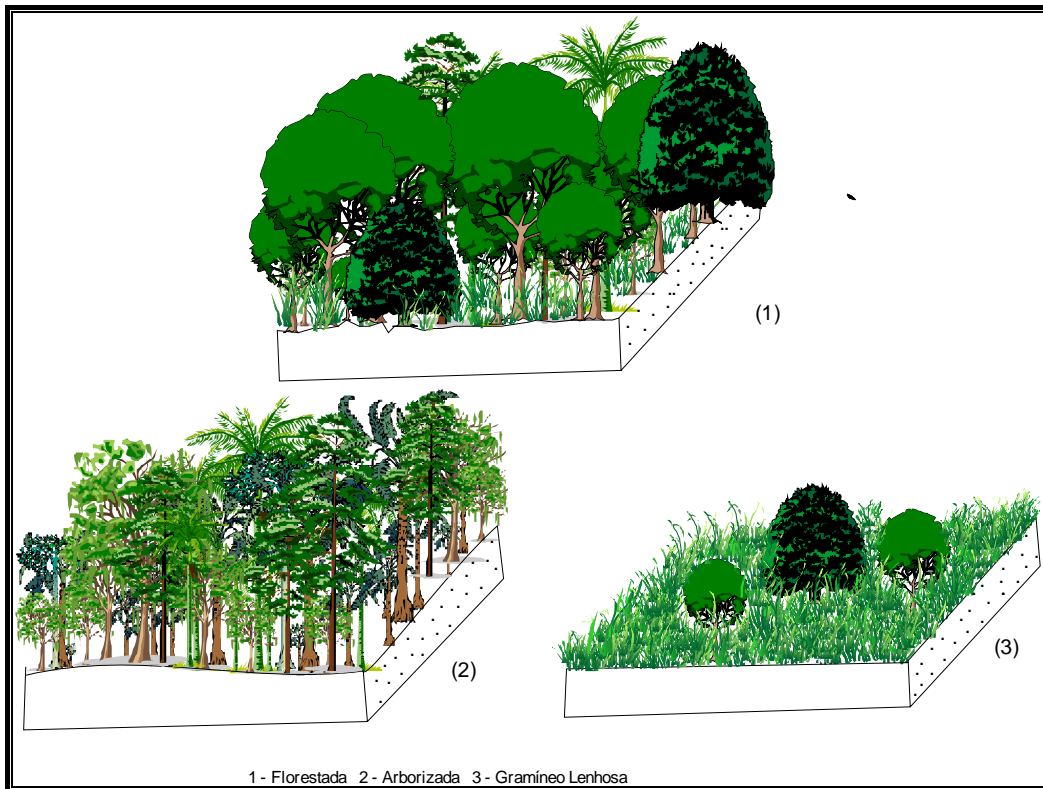 (1)
(2)
(3)
1 - Florestada 2 - Arborizada 3 - Gramíneo Lenhosa